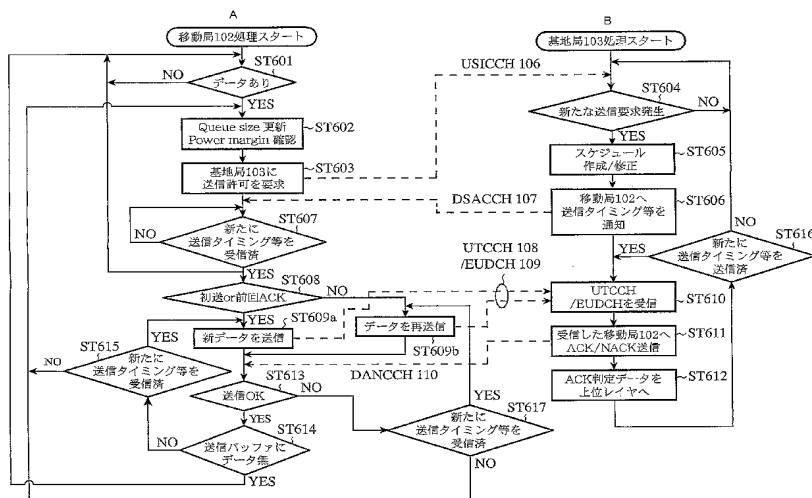 A
移動局102処理スタート
ST601
データあり
NO
YES
Queue size 更新
Power margin 確認
ST602
基地局103に
送信許可を要求
ST603
ST607
新たに
送信タイミング等を
受信済
NO
YES
ST608
初送or前回ACK
NO
YES
ST609a
新データを送信
データを再送信
ST609b
ST615
YES
新たに
送信タイミング等を
受信済
NO
ST613
送信OK
NO
YES
ST614
送信バッファに
データ無
NO
YES
ST617
YES
新たに
送信タイミング等を
受信済
NO
USICCH 106
DSACCH 107
UTCCH 108
/EUDCH 109
DANCCH 110
B
基地局103処理スタート
ST604
新たな送信要求発生
NO
YES
スケジュール
作成/修正
ST605
移動局102へ
送信タイミング等を
通知
ST606
NO
ST616
新たに
送信タイミング等を
送信済
YES
UTCCH
/EUDCHを受信
ST610
受信した移動局102へ
ACK/NACK送信
ST611
ACK判定データを
上位レイヤへ
ST612